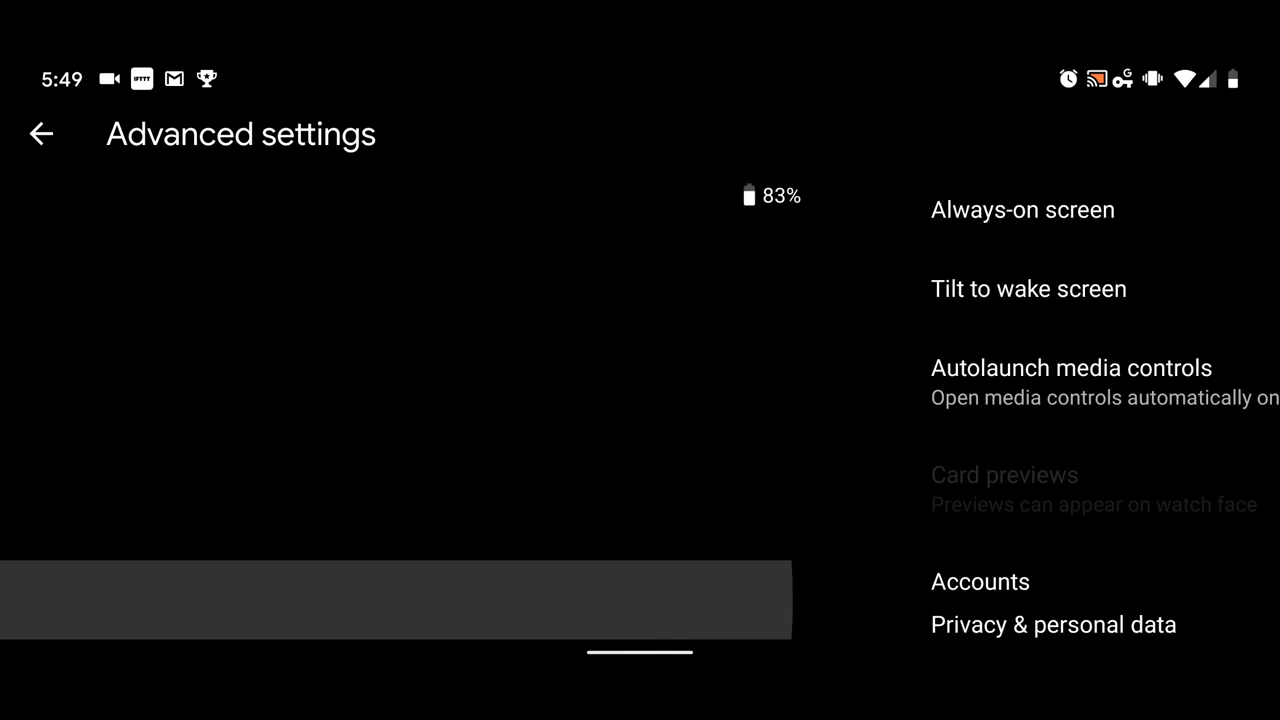 5:49
IFTTT
G
Advanced settings
83%
Always-on screen
Tilt to wake screen
Autolaunch media controls
Open media controls automatically on
Card previews
Previews can appear on watch face
Accounts
Privacy & personal data